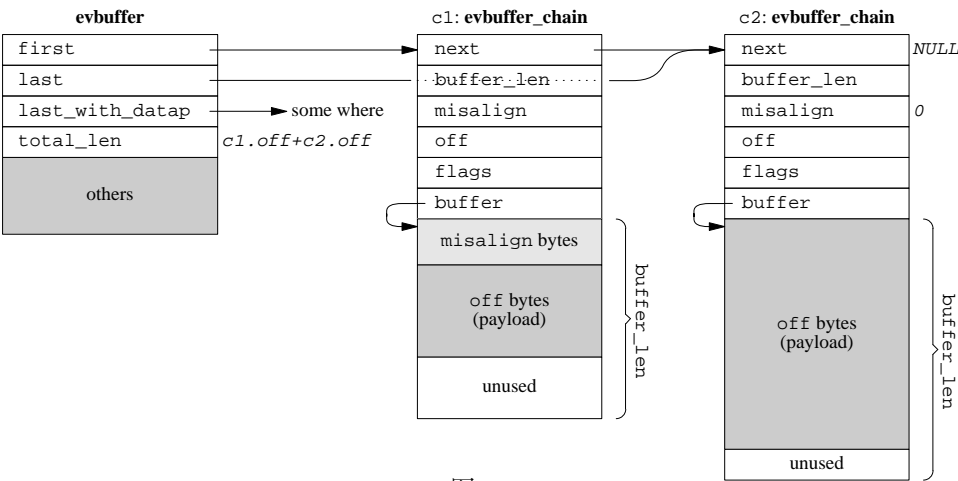 evbuffer
first
last
last_with_datap
some where
total_len
c1.off+c2.off
others
c1: evbuffer_chain
next
buffer_len
misalign
off
flags
buffer
misalign bytes
off bytes
(payload)
unused
buffer_len
c2: evbuffer_chain
next
NULL
buffer_len
misalign
0
off
flags
buffer
off bytes
(payload)
unused
buffer_len